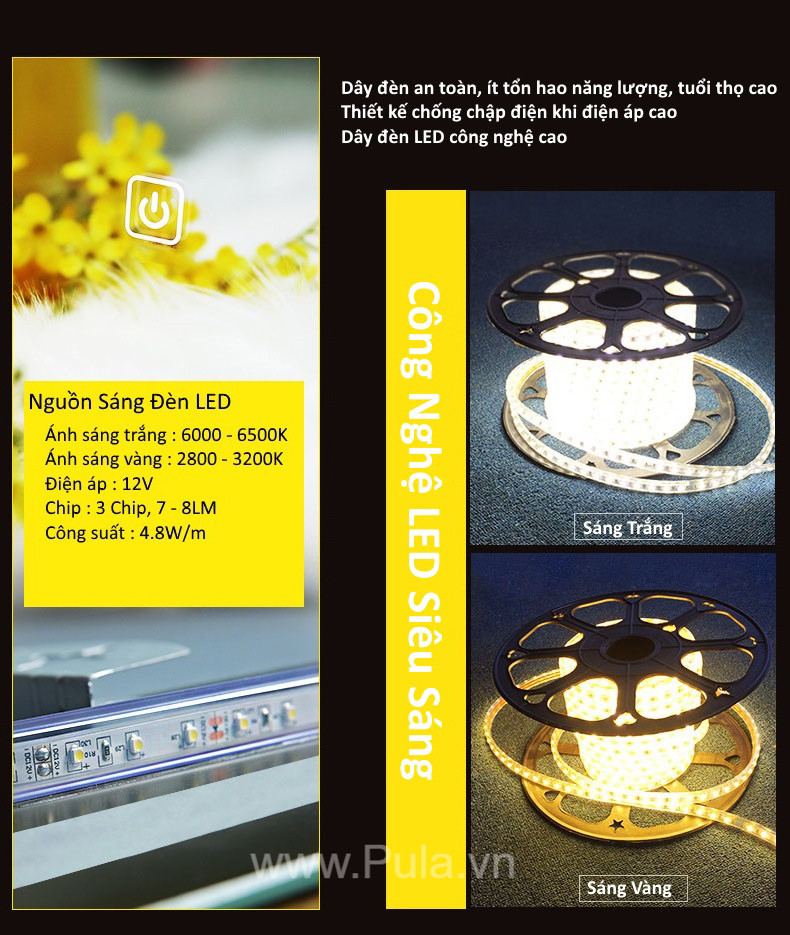 Dây đèn an toàn, ít tổn hao năng lượng, tuổi thọ cao
Thiết kế chống chập điện khi điện áp cao
Dây đèn LED công nghệ cao
Nguồn Sáng Đèn LED
Ánh sáng trắng : 6000 - 6500K
Ánh sáng vàng : 2800 - 3200K
Điện áp : 12V
Chip : 3 Chip, 7 - 8LM
Công suất : 4.8W/m
Công Nghệ LED Siêu Sáng
Sáng Trắng
Sáng Vàng
DC12V+
R10
www.Pula.vn